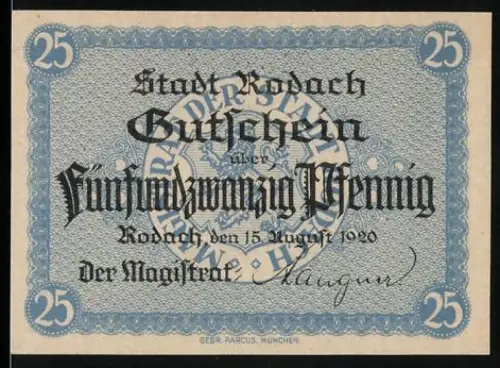 25 25
Stadt Rodach
Gutschein
über
Fünfundzwanzig Pfennig
Rodach, den 15. August 1920
Der Magistrat:
25 25
GEBR. PARCUS, MÜNCHEN.